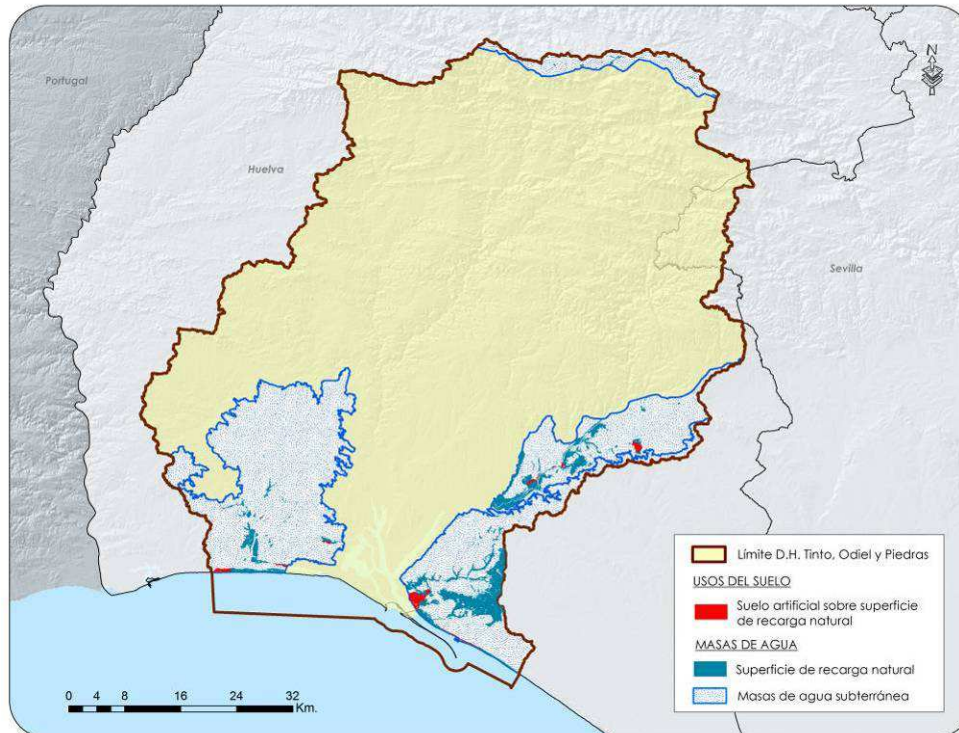 Portugal
N
Huelva
Sevilla
Límite D.H. Tinto, Odiel y Piedras
USOS DEL SUELO
Suelo artificial sobre superficie
de recarga natural
MASAS DE AGUA
Superficie de recarga natural
Masas de agua subterránea
0 4 8 16 24 32
Km.